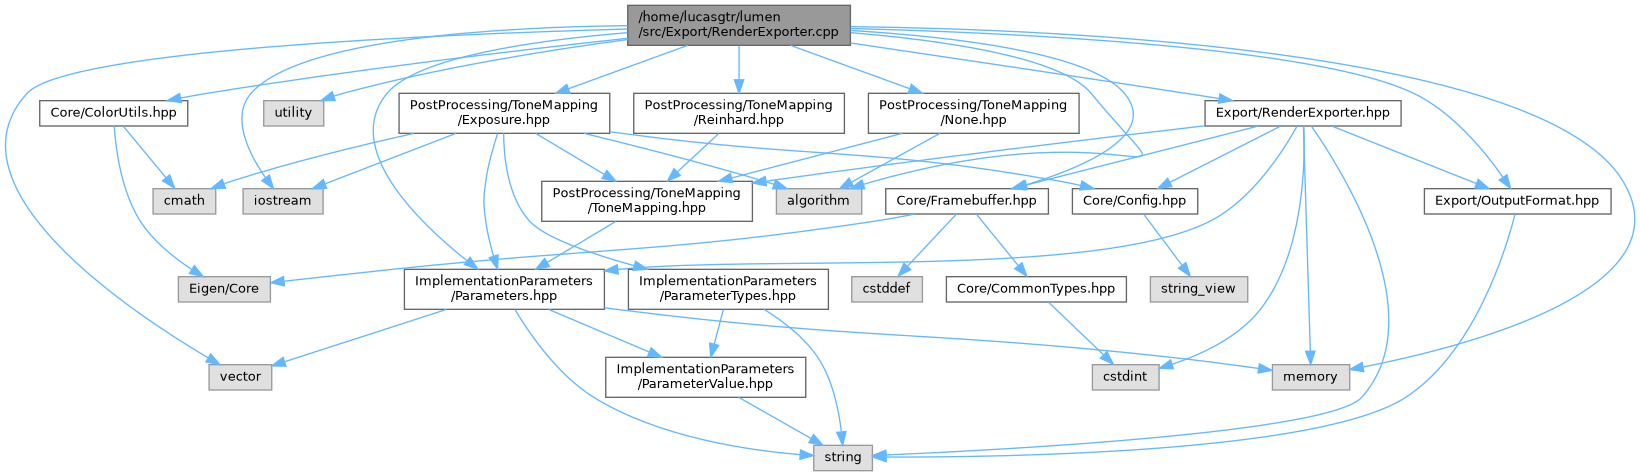 /home/lucasgtr/lumen
/src/Export/RenderExporter.cpp
Core/ColorUtils.hpp
utility
PostProcessing/ToneMapping
/Exposure.hpp
PostProcessing/ToneMapping
/Reinhard.hpp
PostProcessing/ToneMapping
/None.hpp
Export/RenderExporter.hpp
cmath
iostream
PostProcessing/ToneMapping
/ToneMapping.hpp
algorithm
Core/Framebuffer.hpp
Core/Config.hpp
Export/OutputFormat.hpp
Eigen/Core
ImplementationParameters
/Parameters.hpp
ImplementationParameters
/ParameterTypes.hpp
cstddef
Core/CommonTypes.hpp
string_view
vector
ImplementationParameters
/ParameterValue.hpp
cstdint
memory
string